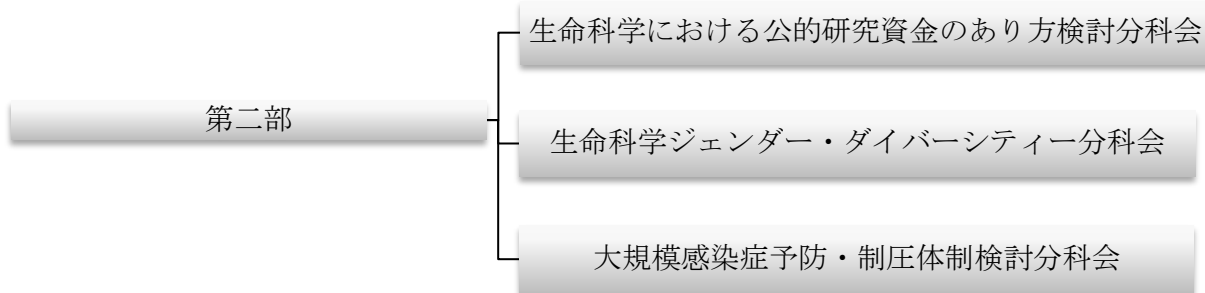 生命科学における公的研究資金のあり方検討分科会
第二部
生命科学ジェンダー・ダイバーシティー分科会
大規模感染症予防・制圧体制検討分科会